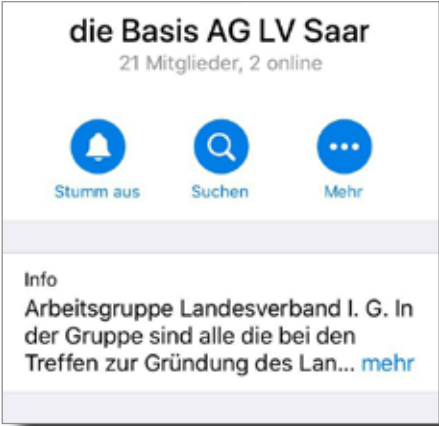 die Basis AG LV Saar
21 Mitglieder, 2 online
Stumm aus Suchen Mehr
Info
Arbeitsgruppe Landesverband I. G. In
der Gruppe sind alle die bei den
Treffen zur Gründung des Lan... mehr